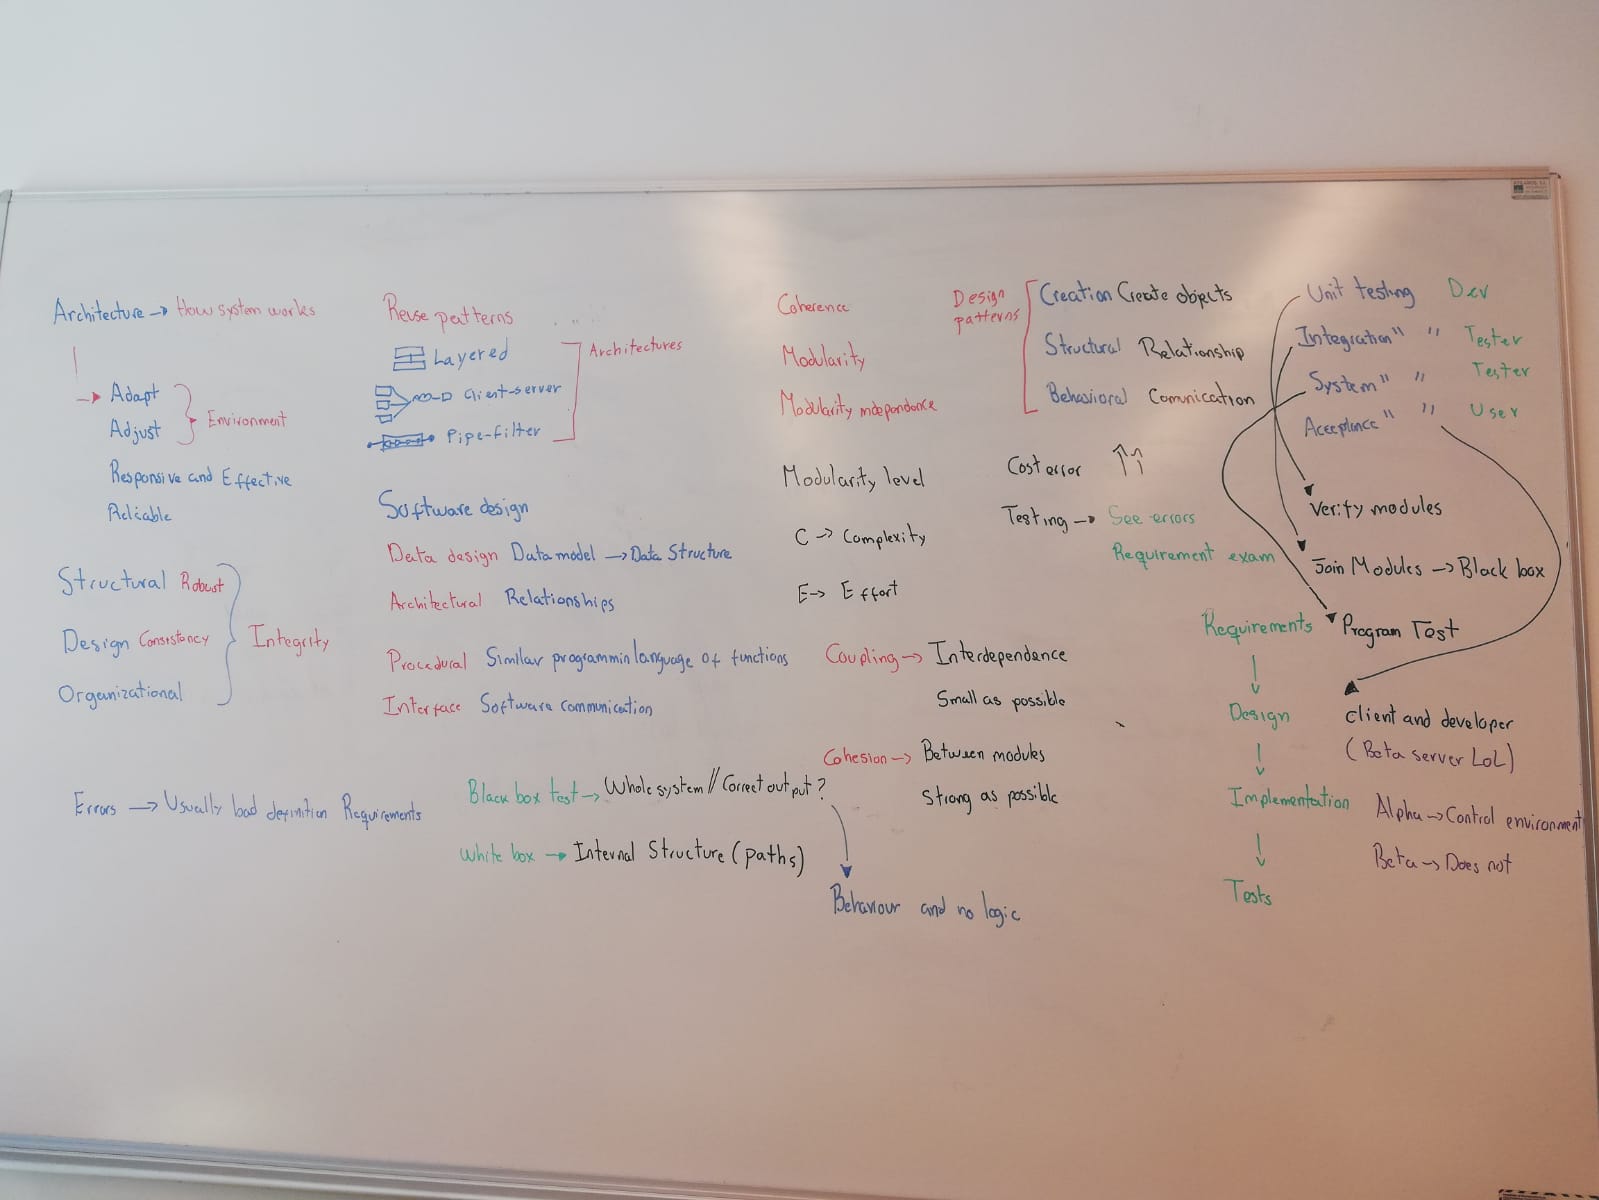 Architecture → How system works
→ Adapt
Adjust
Environment
Responsive and Effective
Reliable
Structural Robust
Design Consistency
Organizational
Integrity
Errors → Usually bad definition Requirements
Reuse patterns
Layered
Client-server
Pipe-filter
Architectures
Software design
Data design Data model → Data Structure
Architectural Relationships
Procedural Similar programmin language of functions
Interface Software communication
Black box test → Whole system // Correct output?
White box → Internal Structure (paths)
Behaviour and no logic
Coherence
Modularity
Modularity independence
Modularity level
C → Complexity
E → Effort
Coupling → Interdependence
Small as possible
Cohesion → Between modules
Strong as possible
Design
patterns
Creation Create objects
Structural Relationship
Behavioral Comunication
Cost error ↑↑
Testing → See errors
Requirement exam
Requirements
↓
Design
↓
Implementation
↓
Tests
Unit testing Dev
Integration " " Tester
System " " Tester
Acceptance " " User
Verify modules
Join Modules → Black box
Program Test
Client and developer
(Beta server LoL)
Alpha → Control environment
Beta → Does not